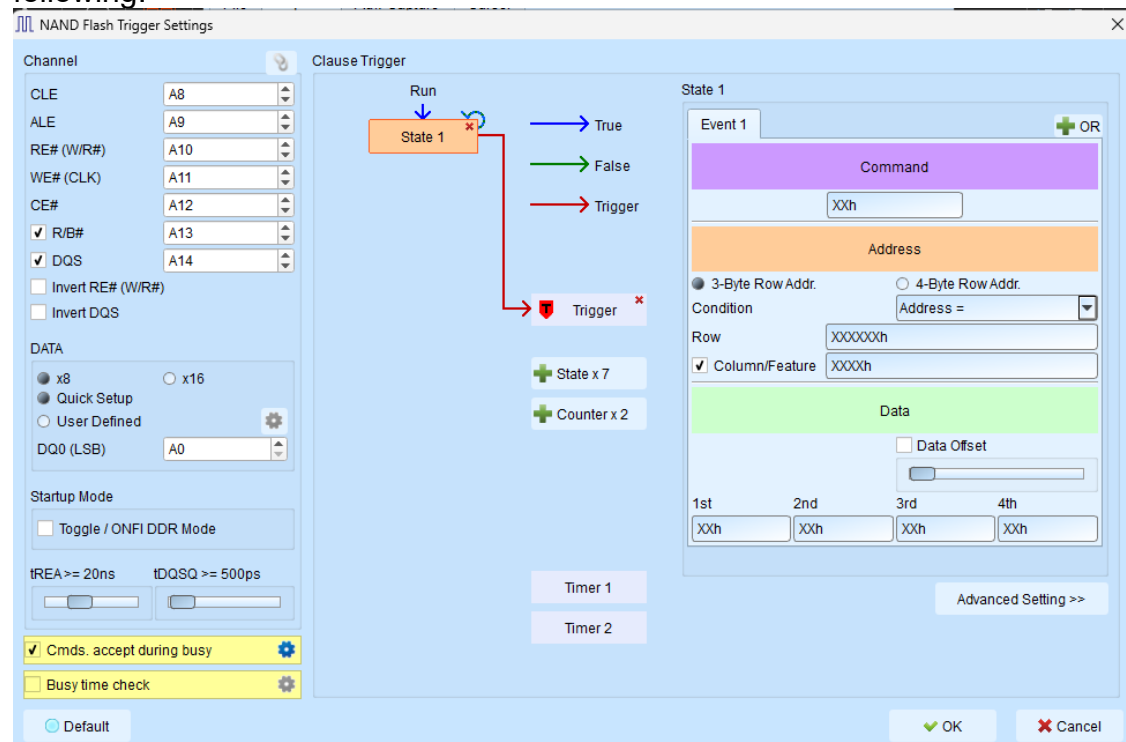 following:
NAND Flash Trigger Settings
Channel
CLE A8
ALE A9
RE# (W/R#) A10
WE# (CLK) A11
CE# A12
R/B# A13
DQS A14
Invert RE# (W/R#)
Invert DQS
DATA
x8 x16
Quick Setup
User Defined
DQ0 (LSB) A0
Startup Mode
Toggle / ONFI DDR Mode
tREA>= 20ns tDQSQ >= 500ps
Cmds. accept during busy
Busy time check
Default
Clause Trigger
Run
State 1
True
False
Trigger
Trigger
State x 7
Counter x 2
Timer 1
Timer 2
State 1
Event 1 OR
Command
XXh
Address
3-Byte Row Addr. 4-Byte Row Addr.
Condition Address =
Row XXXXXXh
Column/Feature XXXXh
Data
Data Offset
1st 2nd 3rd 4th
XXh XXh XXh XXh
Advanced Setting >>
OK Cancel